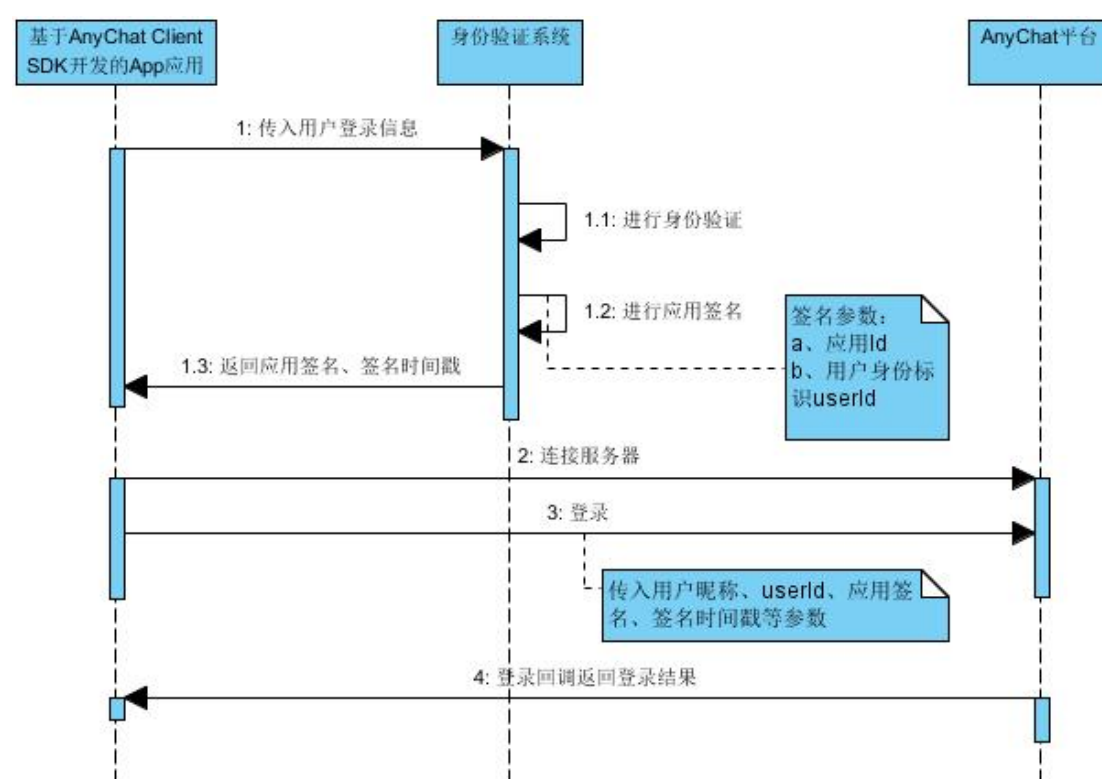 基于AnyChat Client
SDK开发的App应用
身份验证系统
AnyChat平台
1: 传入用户登录信息
1.1: 进行身份验证
1.2: 进行应用签名
签名参数：
a、应用Id
b、用户身份标
识userId
1.3: 返回应用签名、签名时间戳
2: 连接服务器
3: 登录
传入用户昵称、userId、应用签
名、签名时间戳等参数
4: 登录回调返回登录结果